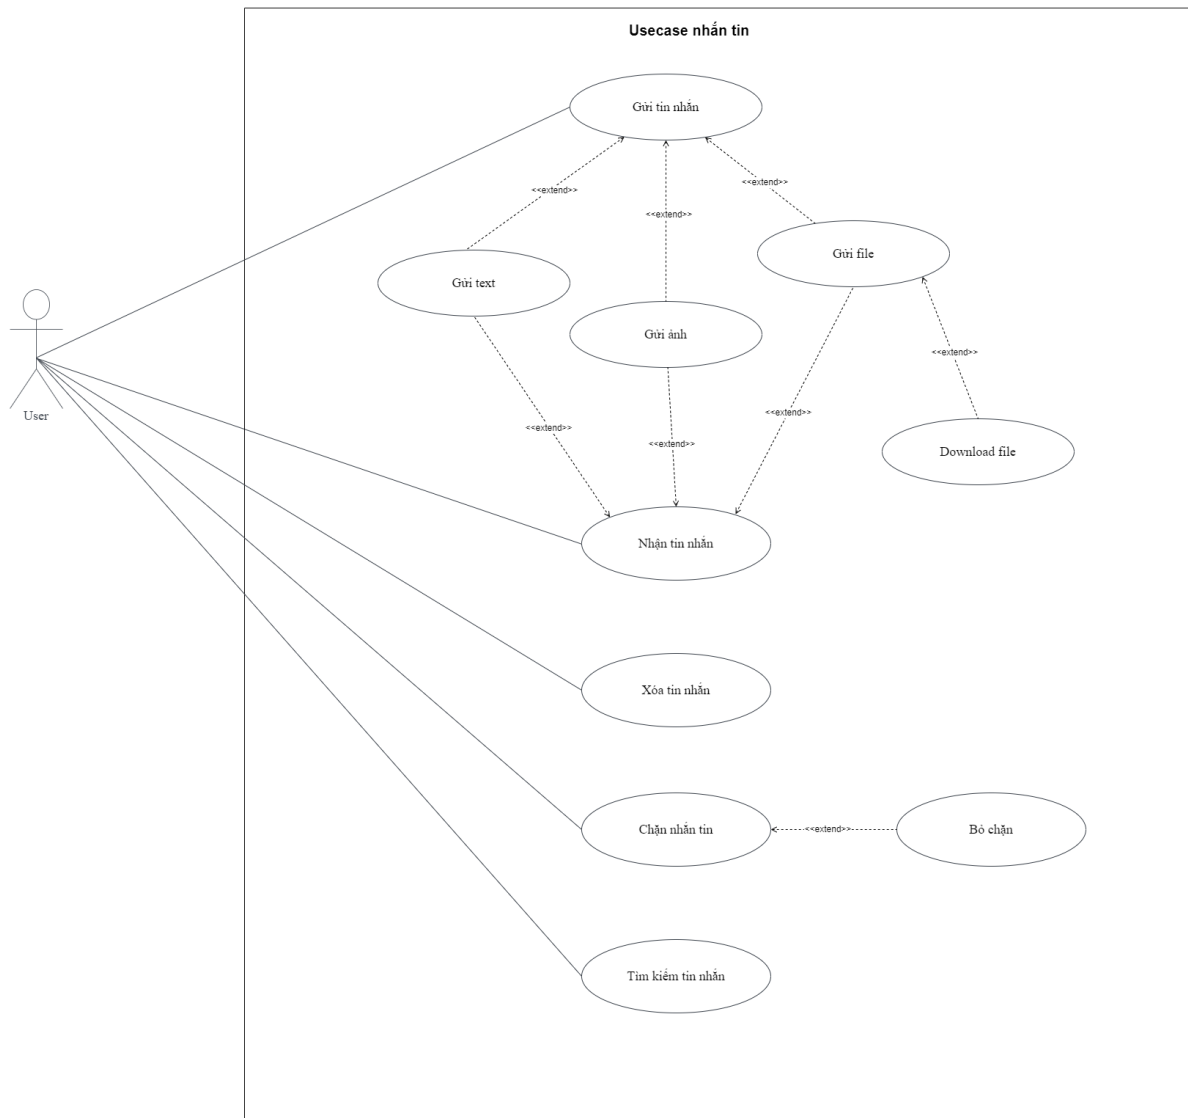 Usecase nhắn tin
Gửi tin nhắn
<<extend>>
<<extend>>
<<extend>>
Gửi file
Gửi text
Gửi ảnh
<<extend>>
User
<<extend>>
<<extend>>
<<extend>>
Download file
Nhận tin nhắn
Xóa tin nhắn
Chặn nhắn tin
<<extend>>
Bỏ chặn
Tìm kiếm tin nhắn